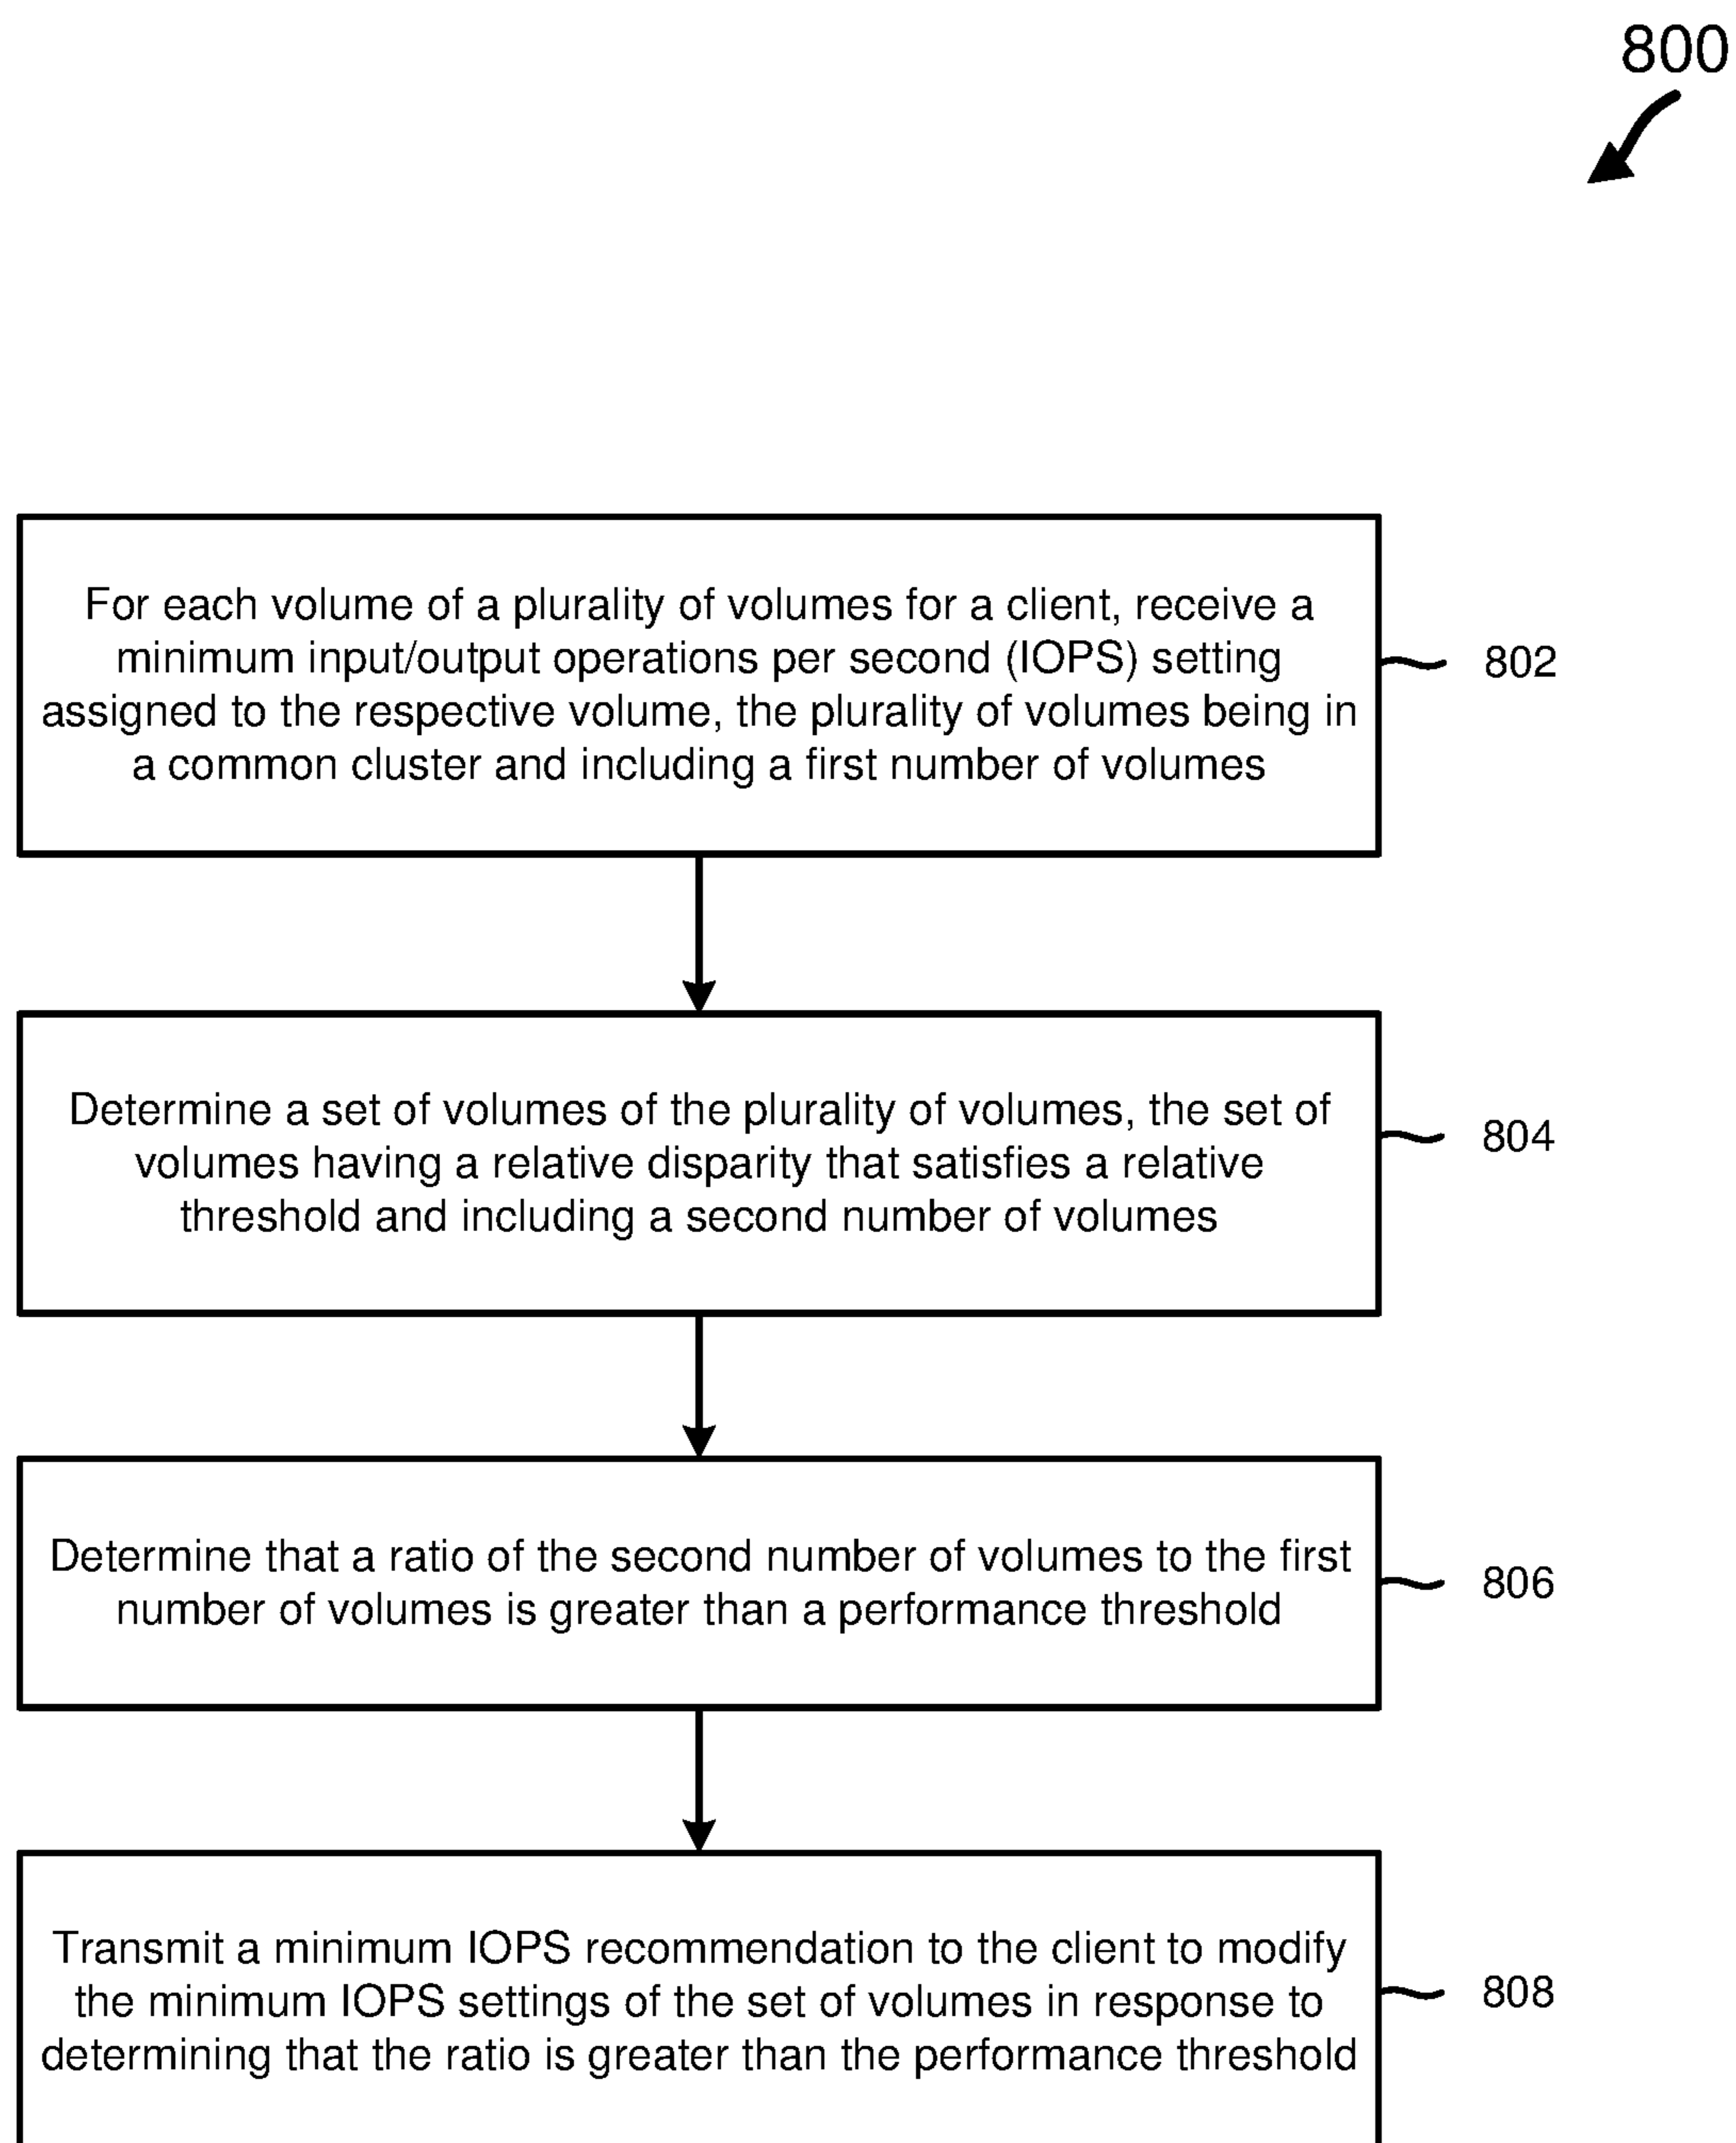 800
For each volume of a plurality of volumes for a client, receive a
minimum input/output operations per second (IOPS) setting
assigned to the respective volume, the plurality of volumes being in
a common cluster and including a first number of volumes
802
Determine a set of volumes of the plurality of volumes, the set of
volumes having a relative disparity that satisfies a relative
threshold and including a second number of volumes
804
Determine that a ratio of the second number of volumes to the first
number of volumes is greater than a performance threshold
806
Transmit a minimum IOPS recommendation to the client to modify
the minimum IOPS settings of the set of volumes in response to
determining that the ratio is greater than the performance threshold
808